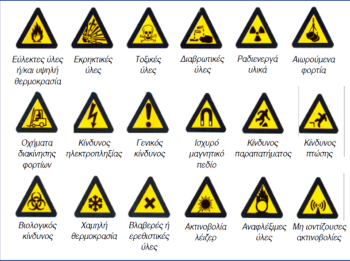 Εύλεκτες ύλες Εκρηκτικές Τοξικές Διαβρωτικές Ραδιενεργά Αιωρούμενα
ή/και υψηλή ύλες ύλες ύλες υλικά φορτία
θερμοκρασία
Οχήματα Κίνδυνος Γενικός Ισχυρό Κίνδυνος Κίνδυνος
διακίνησης ηλεκτροπληξίας κίνδυνος μαγνητικό παραπατήματος πτώσης
φορτίων πεδίο
Βιολογικός Χαμηλή Βλαβερές ή Ακτινοβολία Αναφλέξιμες Μη ιοντίζουσες
κίνδυνος θερμοκρασία ερεθιστικές λέιζερ ύλες ακτινοβολίες
ύλες